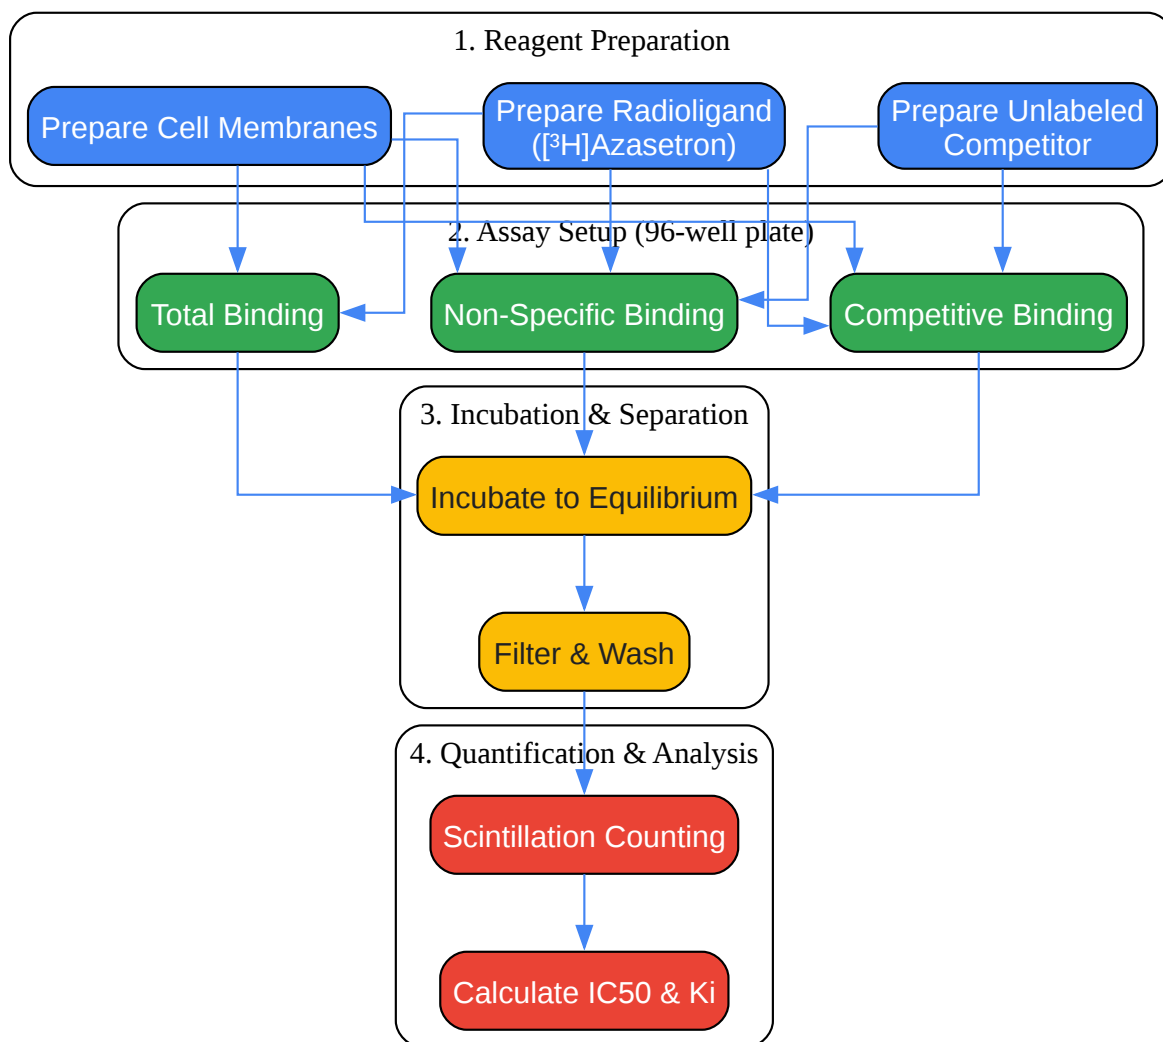 1. Reagent Preparation
Prepare Cell Membranes
Prepare Radioligand
([³H]Azasetron)
Prepare Unlabeled
Competitor
2. Assay Setup (96-well plate)
Total Binding
Non-Specific Binding
Competitive Binding
3. Incubation & Separation
Incubate to Equilibrium
Filter & Wash
4. Quantification & Analysis
Scintillation Counting
Calculate IC50 & Ki